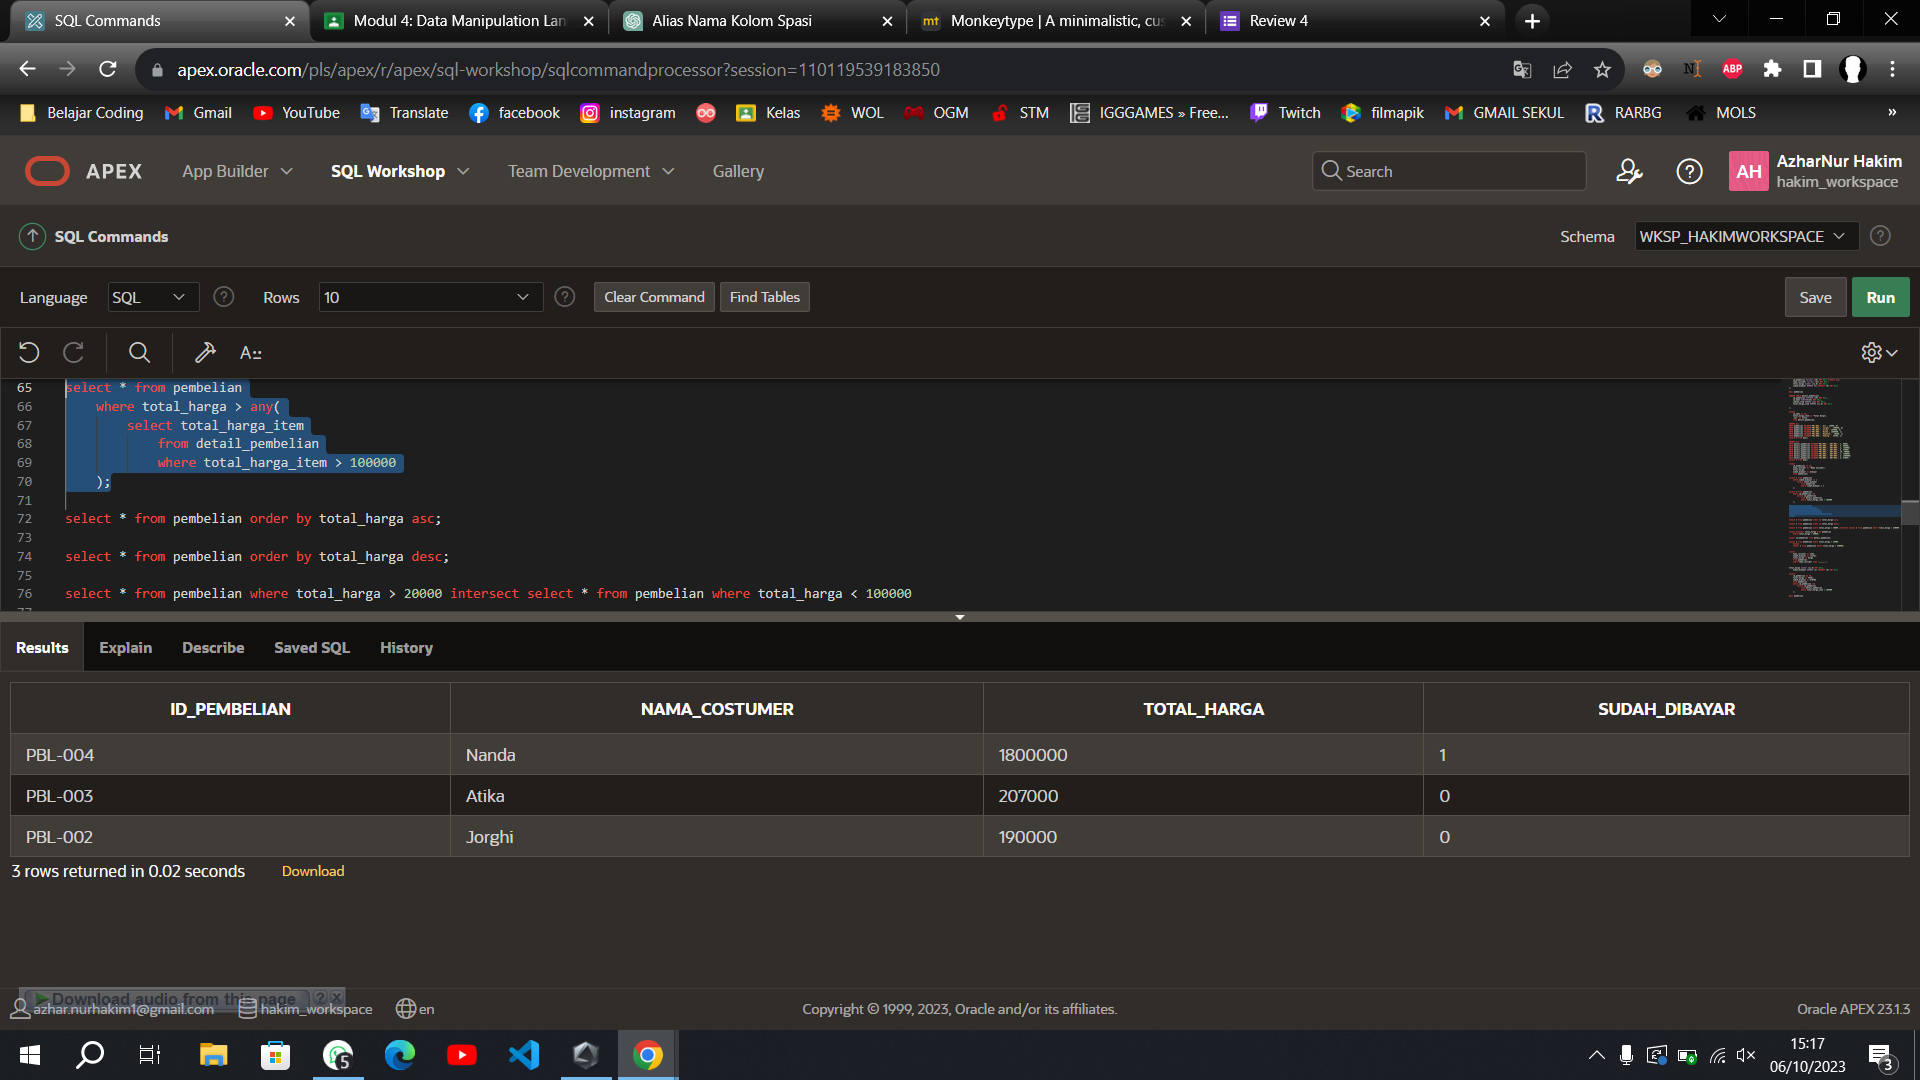 SQL Commands
Modul 4: Data Manipulation Lan
Alias Nama Kolom Spasi
mt Monkeytype | A minimalistic, cus
Review 4
apex.oracle.com/pls/apex/r/apex/sql-workshop/sqlcommandprocessor?session=110119539183850
ABP
Belajar Coding
Gmail
YouTube
Translate
facebook
instagram
Kelas
WOL
OGM
STM
IGGGAMES » Free...
Twitch
filmapik
GMAIL SEKUL
RARBG
MOLS
»
APEX
App Builder
SQL Workshop
Team Development
Gallery
Search
AH
AzharNur Hakim
hakim_workspace
SQL Commands
Schema
WKSP_HAKIMWORKSPACE
Language
SQL
Rows
10
Clear Command
Find Tables
Save
Run
65 select * from pembelian
66 where total_harga > any(
67 select total_harga_item
68 from detail_pembelian
69 where total_harga_item > 100000
70 );
71
72 select * from pembelian order by total_harga asc;
73
74 select * from pembelian order by total_harga desc;
75
76 select * from pembelian where total_harga > 20000 intersect select * from pembelian where total_harga < 100000
Results
Explain
Describe
Saved SQL
History
ID_PEMBELIAN NAMA_COSTUMER TOTAL_HARGA SUDAH_DIBAYAR
PBL-004 Nanda 1800000 1
PBL-003 Atika 207000 0
PBL-002 Jorghi 190000 0
3 rows returned in 0.02 seconds
Download
Download audio from this page ? x
azhar.nurhakim1@gmail.com
hakim_workspace
en
Copyright © 1999, 2023, Oracle and/or its affiliates.
Oracle APEX 23.1.3
5
15:17
06/10/2023
3